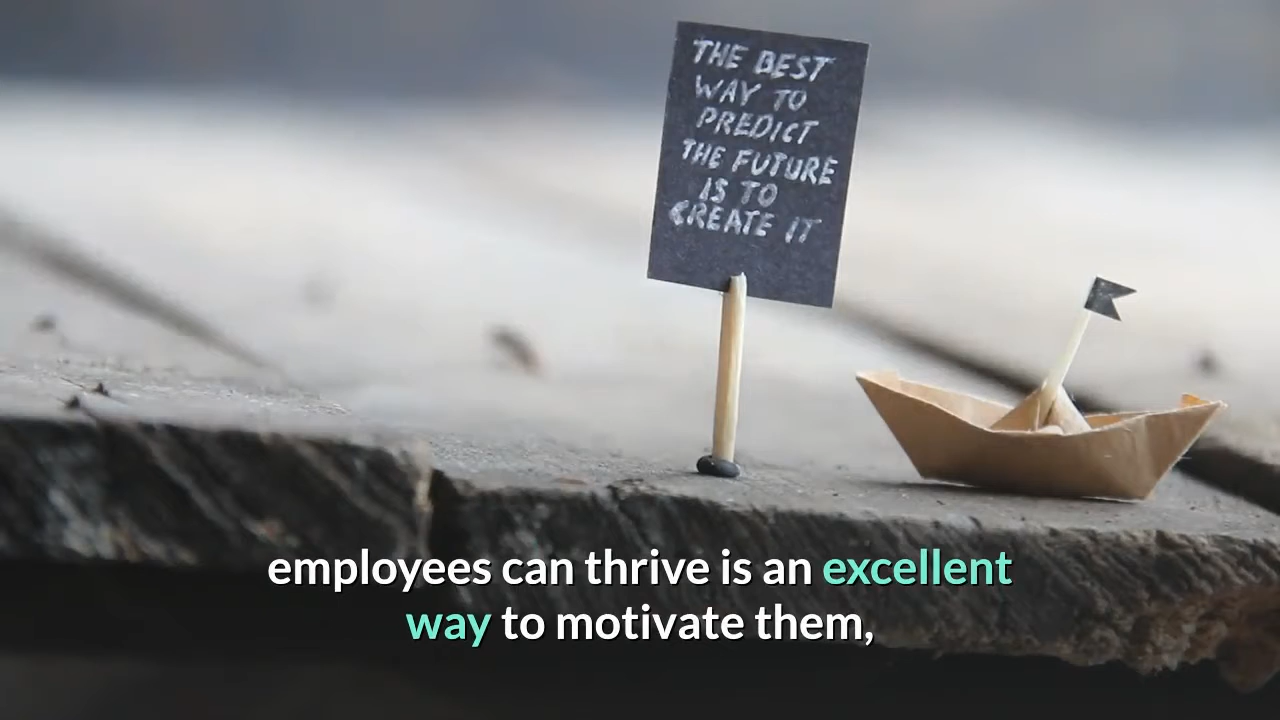 THE BEST
WAY TO
PREDICT
THE FUTURE
IS TO
CREATE IT
employees can thrive is an excellent
way to motivate them,